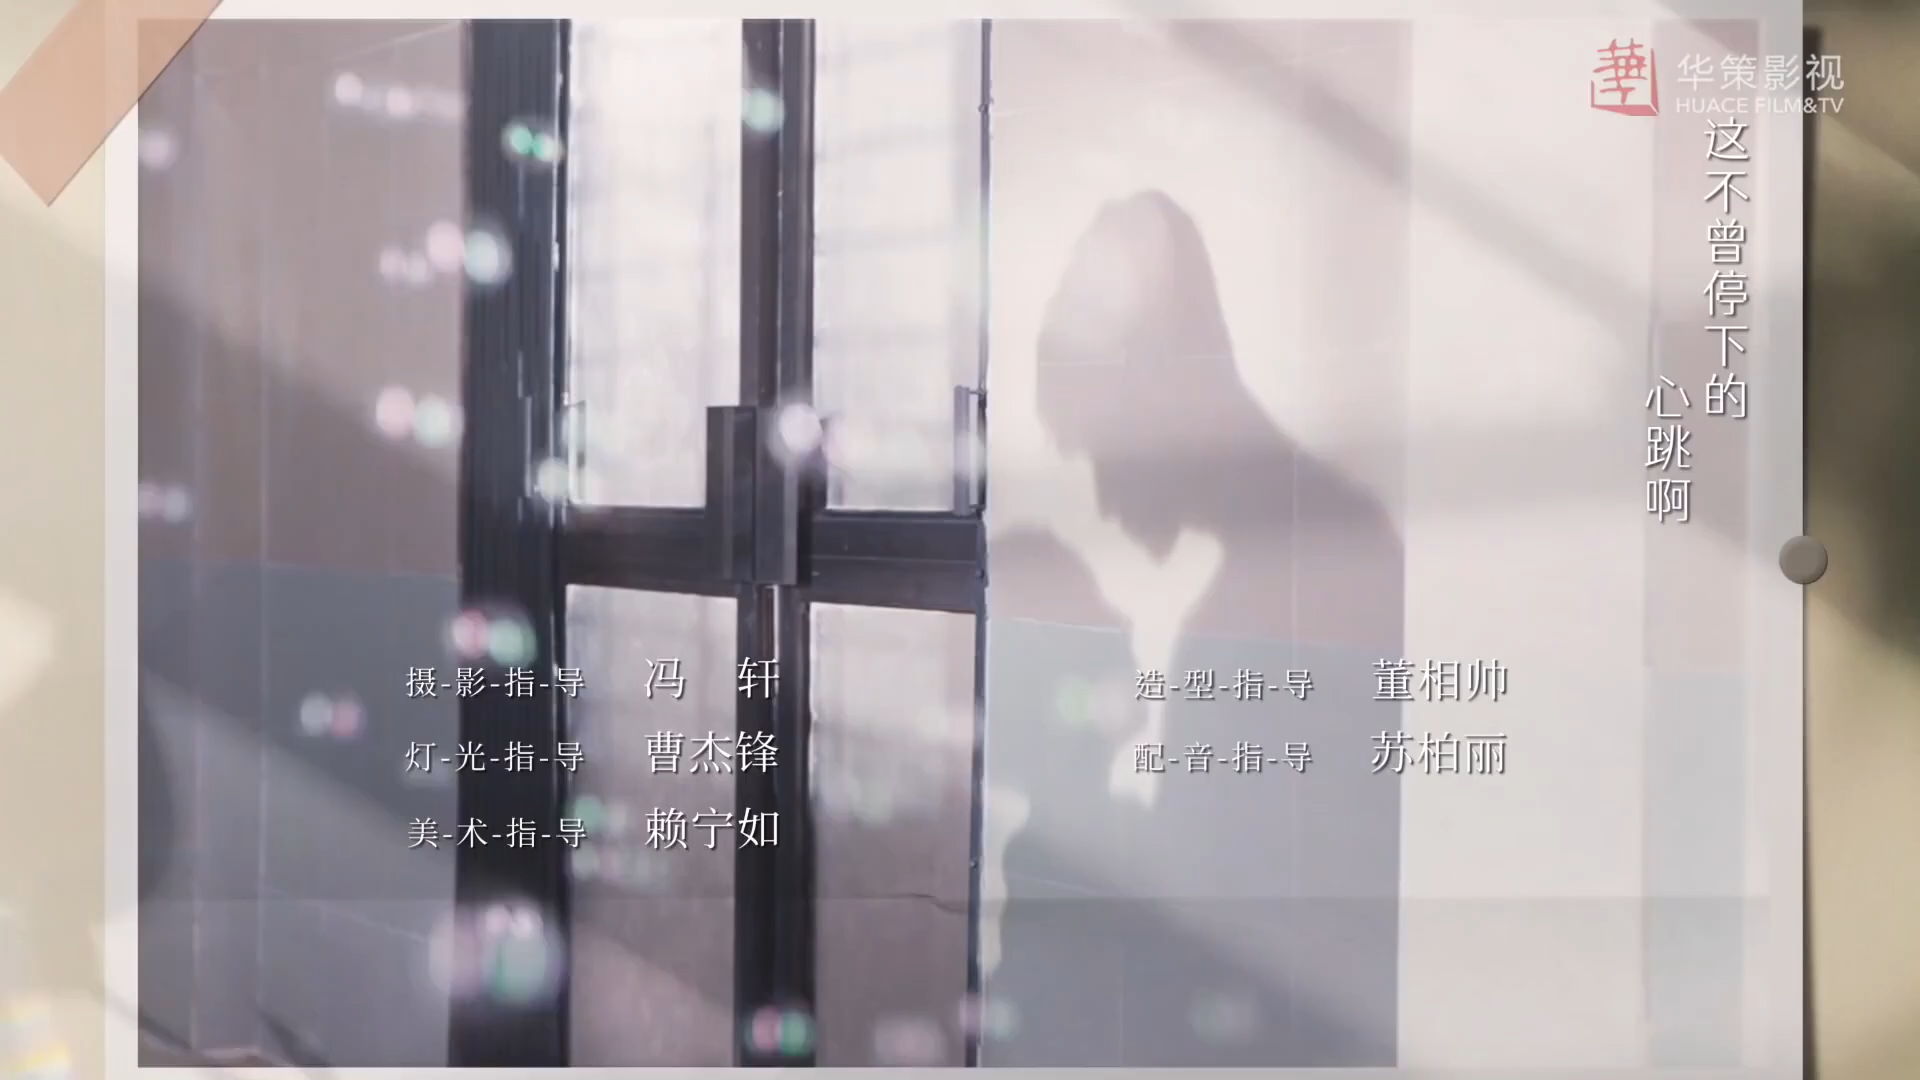 華
华策影视
HUACE FILM&TV
这不曾停下的
心跳啊
摄-影-指-导 冯 轩
灯-光-指-导 曹杰锋
美-术-指-导 赖宁如
造-型-指-导 董相帅
配-音-指-导 苏柏丽